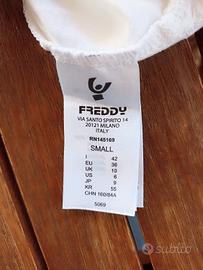 FREDDY
VIA SANTO SPIRITO 14
20121 MILANO
ITALY
RN145169
SMALL
I 42
EU 36
UK 10
US 6
JP 9
KR 55
CHN 160/84A
5069
subito